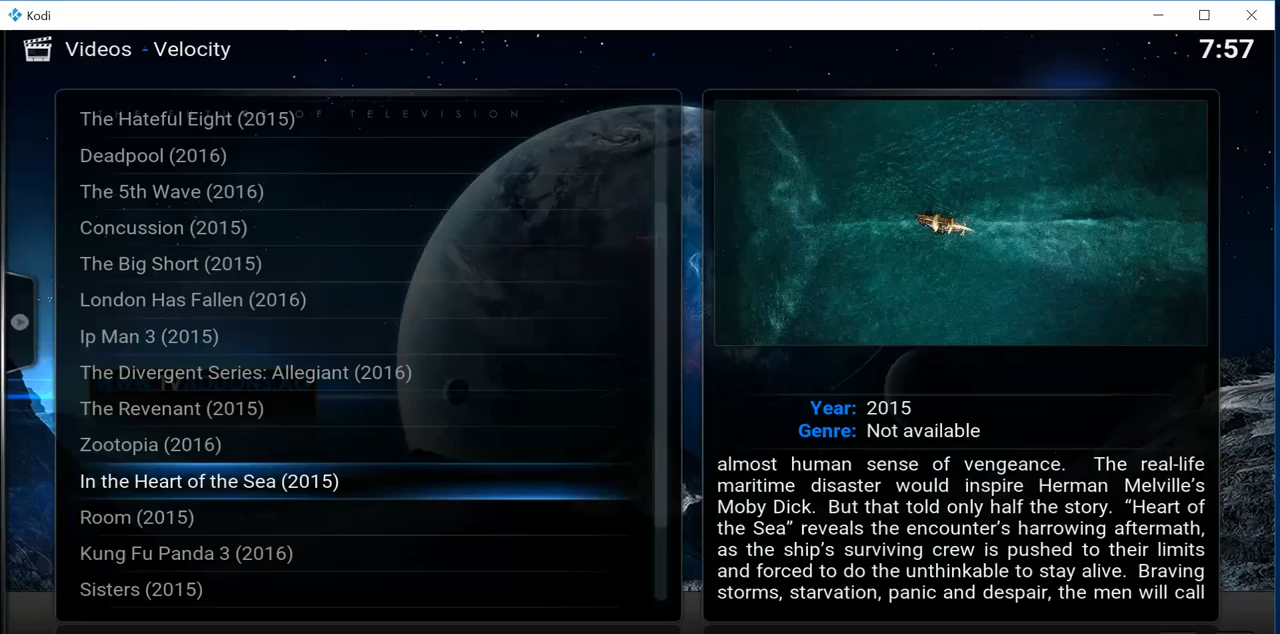 Kodi
Videos - Velocity
7:57
OF TELEVISION
The Hateful Eight (2015)
Deadpool (2016)
The 5th Wave (2016)
Concussion (2015)
The Big Short (2015)
London Has Fallen (2016)
Ip Man 3 (2015)
The Divergent Series: Allegiant (2016)
The Revenant (2015)
Zootopia (2016)
In the Heart of the Sea (2015)
Room (2015)
Kung Fu Panda 3 (2016)
Sisters (2015)
Year: 2015
Genre: Not available
almost human sense of vengeance. The real-life
maritime disaster would inspire Herman Melville’s
Moby Dick. But that told only half the story. “Heart of
the Sea” reveals the encounter’s harrowing aftermath,
as the ship’s surviving crew is pushed to their limits
and forced to do the unthinkable to stay alive. Braving
storms, starvation, panic and despair, the men will call